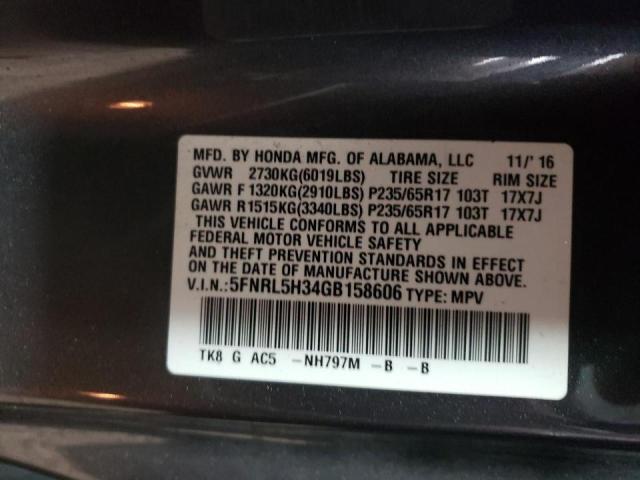 MFD. BY HONDA MFG. OF ALABAMA, LLC 11/' 16
GVWR 2730KG(6019LBS) TIRE SIZE RIM SIZE
GAWR F 1320KG(2910LBS) P235/65R17 103T 17X7J
GAWR R1515KG(3340LBS) P235/65R17 103T 17X7J
THIS VEHICLE CONFORMS TO ALL APPLICABLE
FEDERAL MOTOR VEHICLE SAFETY
AND THEFT PREVENTION STANDARDS IN EFFECT
ON THE DATE OF MANUFACTURE SHOWN ABOVE.
V.I.N.:5FNRL5H34GB158606 TYPE: MPV
TK8 G AC5 -NH797M -B -B